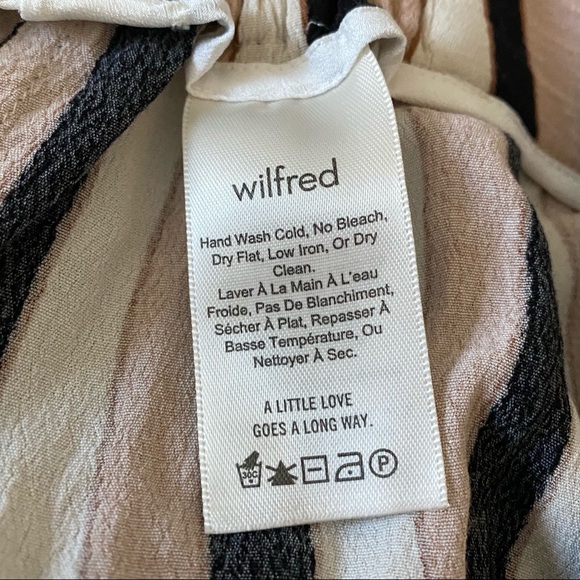 wilfred
Hand Wash Cold, No Bleach,
Dry Flat, Low Iron, Or Dry
Clean.
Laver À La Main À L'eau
Froide, Pas De Blanchiment,
Sécher À Plat, Repasser À
Basse Température, Ou
Nettoyer À Sec.
A LITTLE LOVE
GOES A LONG WAY.
30C P